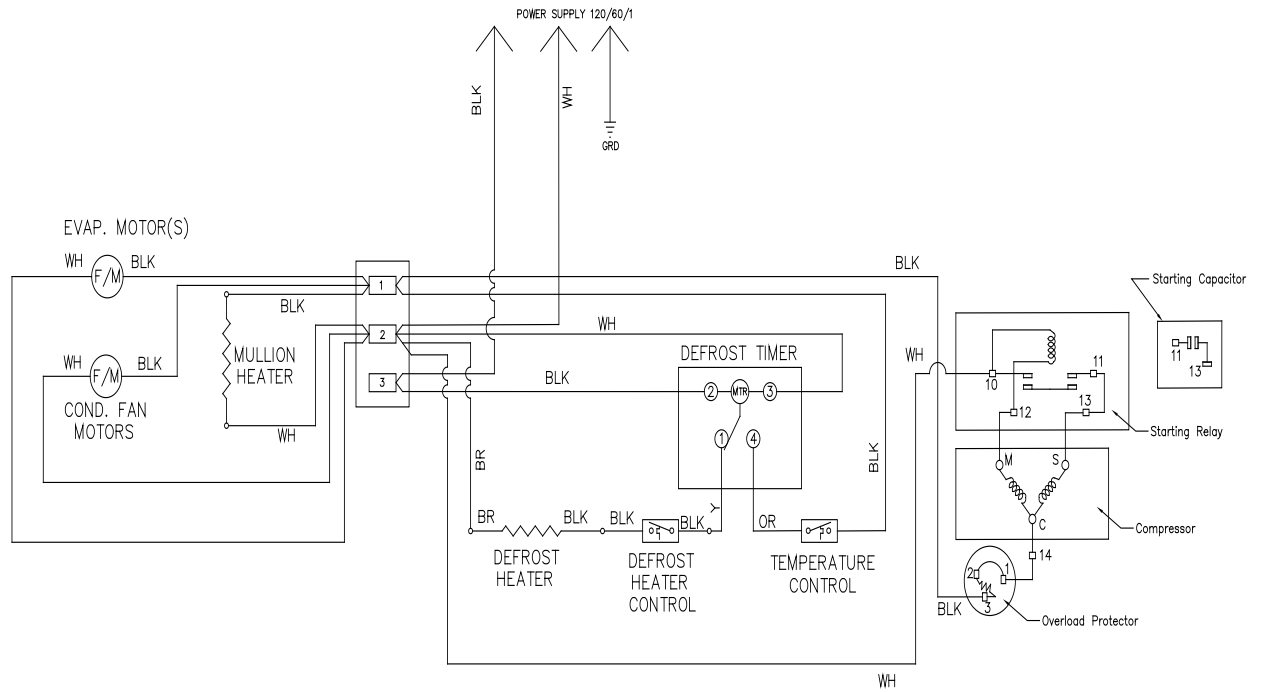 POWER SUPPLY 120/60/1
BLK
WH
GRD
EVAP. MOTOR(S)
WH
F/M
BLK
BLK
1
BLK
Starting Capacitor
11
13
MULLION
HEATER
2
WH
WH
F/M
BLK
COND. FAN
MOTORS
WH
3
BLK
DEFROST TIMER
2
MTR
3
1
4
WH
10
11
12
13
Starting Relay
BR
BLK
Y
M
S
C
Compressor
BR
BLK
BLK
BLK
OR
DEFROST
HEATER
DEFROST
HEATER
CONTROL
TEMPERATURE
CONTROL
14
2
1
3
BLK
Overload Protector
WH